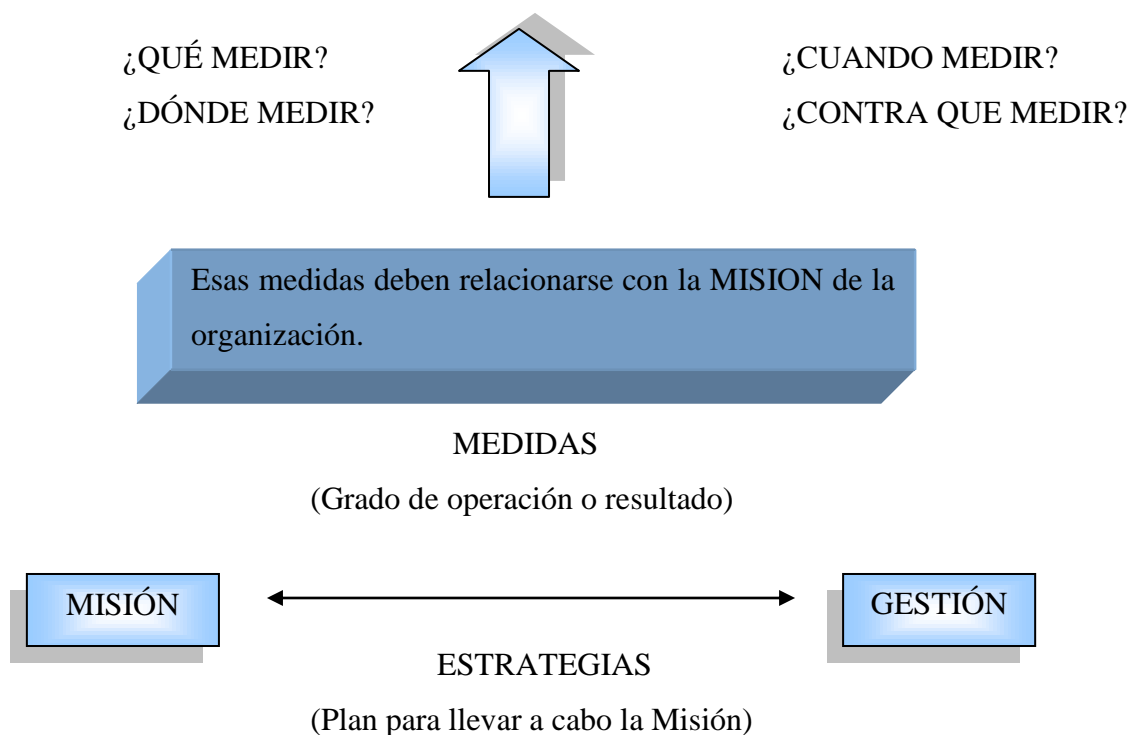 ¿QUÉ MEDIR?
¿DÓNDE MEDIR?
¿CUANDO MEDIR?
¿CONTRA QUE MEDIR?
Esas medidas deben relacionarse con la MISION de la
organización.
MEDIDAS
(Grado de operación o resultado)
MISIÓN
GESTIÓN
ESTRATEGIAS
(Plan para llevar a cabo la Misión)